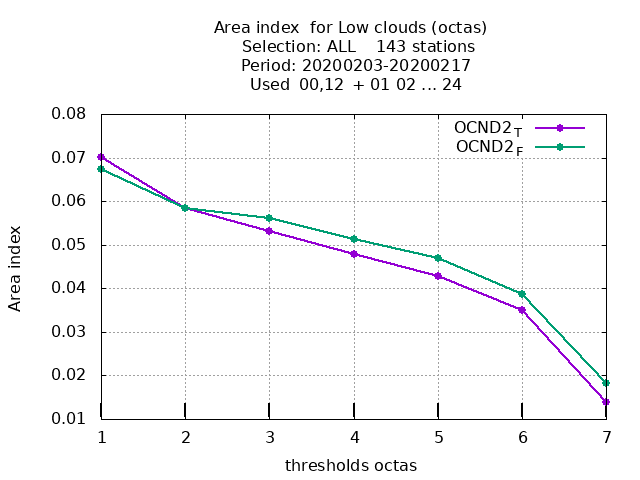 Area index  for Low clouds (octas)
Selection: ALL    143 stations
Period: 20200203-20200217
Used  00,12  + 01 02 ... 24
OCND2_T
OCND2_F
0.08
0.07
0.06
0.05
0.04
0.03
0.02
0.01
Area index
1 2 3 4 5 6 7
thresholds octas